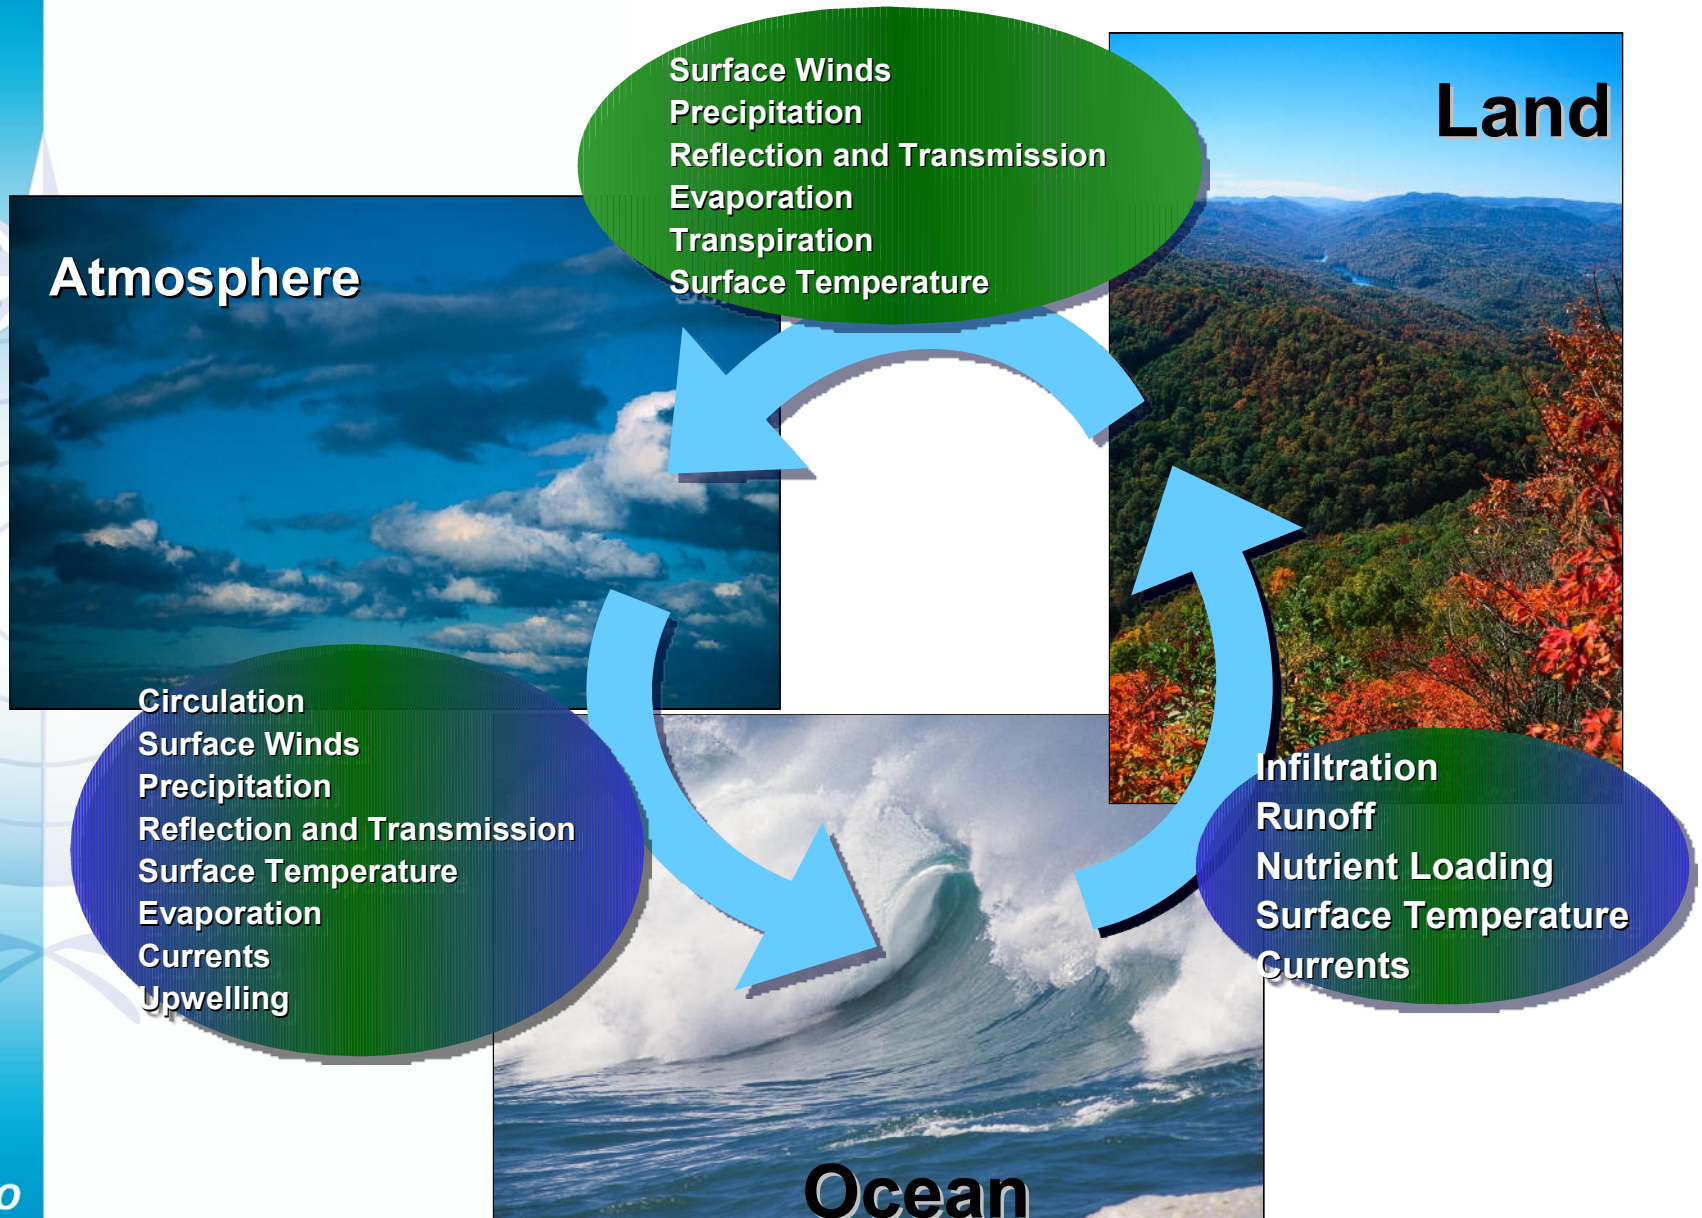 Surface Winds
Precipitation
Reflection and Transmission
Evaporation
Transpiration
Surface Temperature
Land
Atmosphere
Circulation
Surface Winds
Precipitation
Reflection and Transmission
Surface Temperature
Evaporation
Currents
Upwelling
Infiltration
Runoff
Nutrient Loading
Surface Temperature
Currents
Ocean